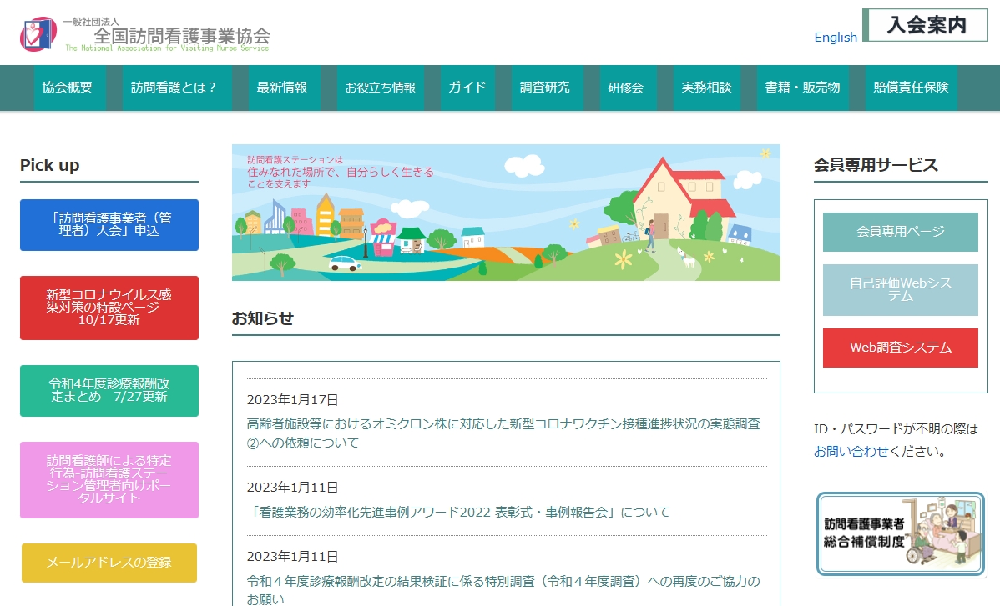 一般社団法人
全国訪問看護事業協会
The National Association for Visiting Nurse Service
English
入会案内
協会概要
訪問看護とは？
最新情報
お役立ち情報
ガイド
調査研究
研修会
実務相談
書籍・販売物
賠償責任保険
Pick up
「訪問看護事業者（管
理者）大会」申込
新型コロナウイルス感
染対策の特設ページ
10/17更新
令和4年度診療報酬改
定まとめ　7/27更新
訪問看護師による特定
行為-訪問看護ステー
ション管理者向けポー
タルサイト
メールアドレスの登録
訪問看護ステーションは
住みなれた場所で、自分らしく生きる
ことを支えます
お知らせ
2023年1月17日
高齢者施設等におけるオミクロン株に対応した新型コロナワクチン接種進捗状況の実態調査
②への依頼について
2023年1月11日
「看護業務の効率化先進事例アワード2022 表彰式・事例報告会」について
2023年1月11日
令和４年度診療報酬改定の結果検証に係る特別調査（令和４年度調査）への再度のご協力の
お願い
会員専用サービス
会員専用ページ
自己評価Webシス
テム
Web調査システム
ID・パスワードが不明の際は
お問い合わせください。
訪問看護事業者
総合補償制度